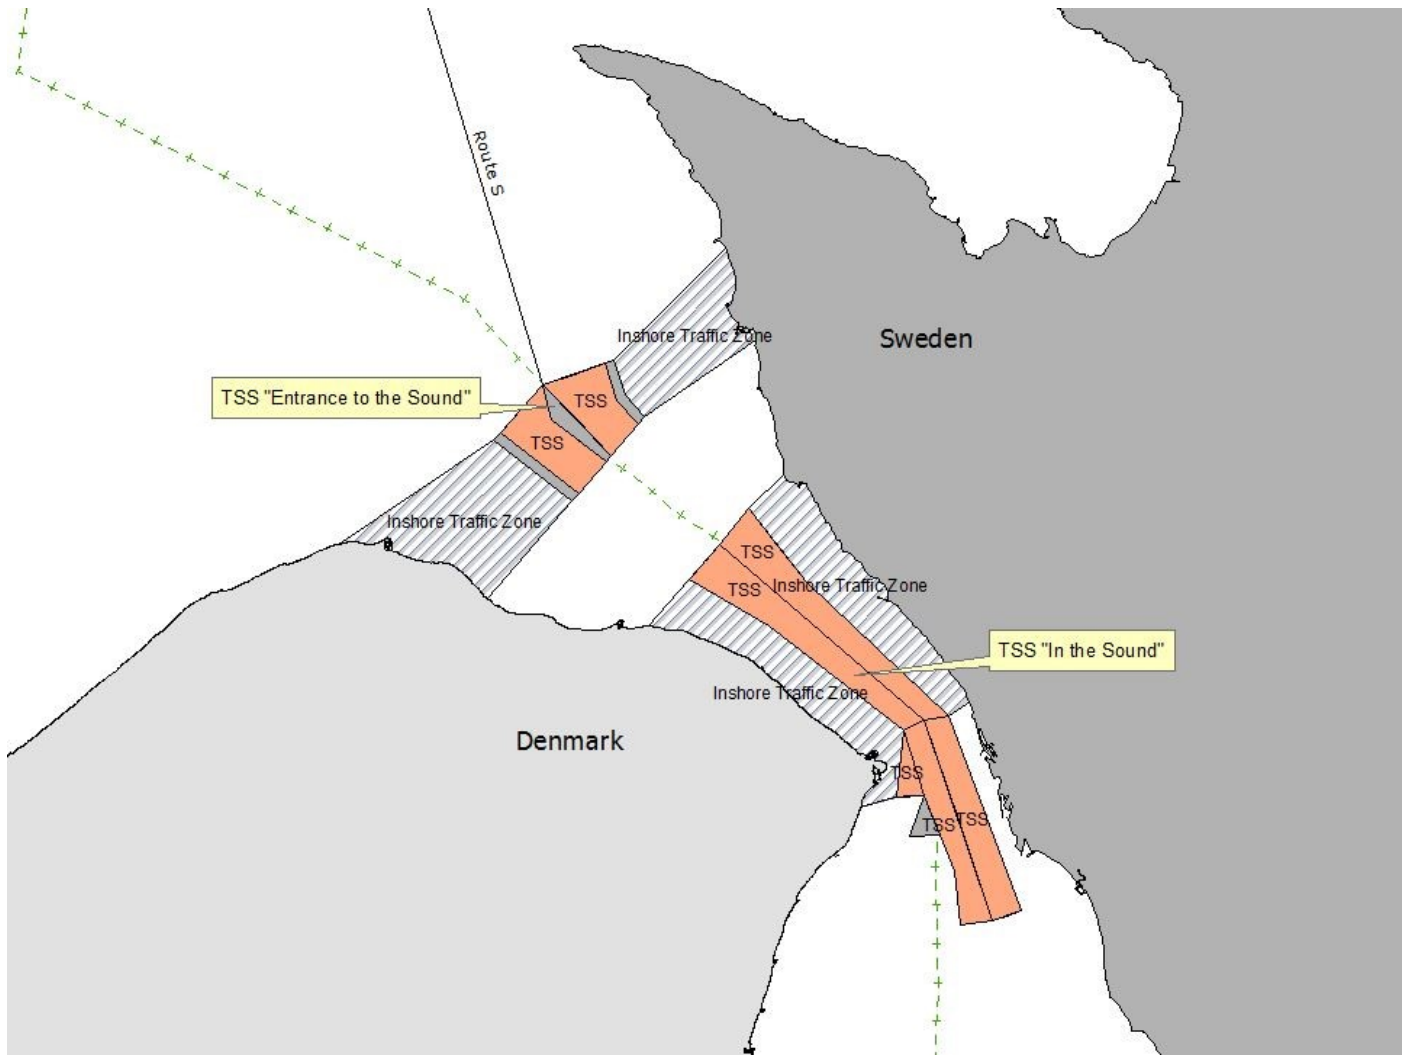 Route S
Inshore Traffic Zone
Sweden
TSS "Entrance to the Sound"
TSS
TSS
Inshore Traffic Zone
TSS
TSS
Inshore Traffic Zone
TSS "In the Sound"
Inshore Traffic Zone
Denmark
TSS
TSS
TSS